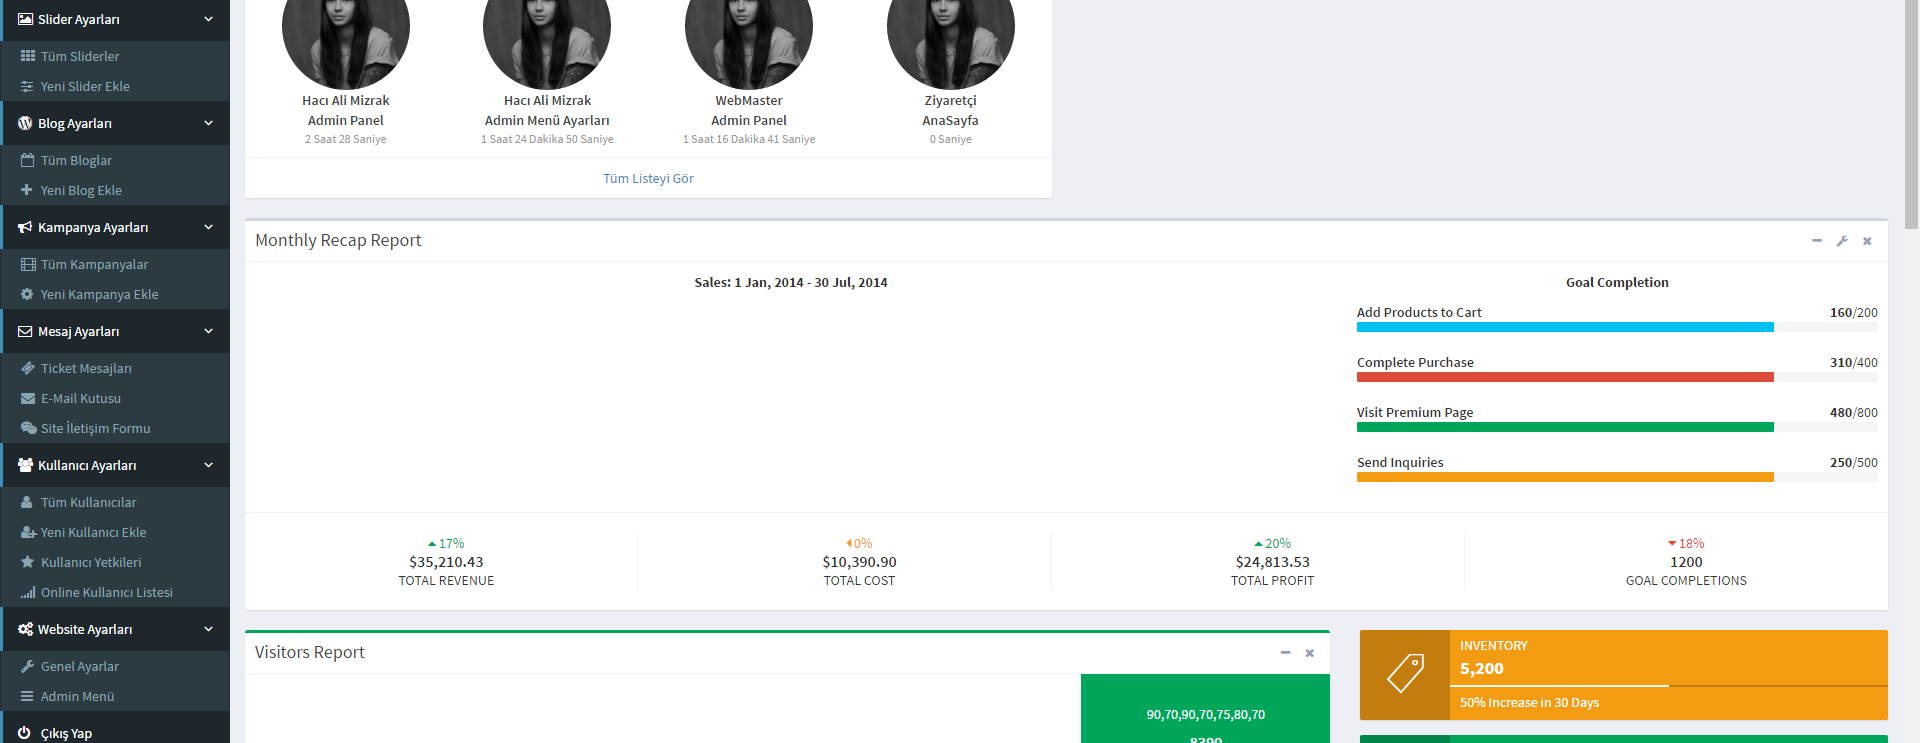 Slider Ayarları
Tüm Sliderler
Yeni Slider Ekle
Blog Ayarları
Tüm Bloglar
Yeni Blog Ekle
Kampanya Ayarları
Tüm Kampanyalar
Yeni Kampanya Ekle
Mesaj Ayarları
Ticket Mesajları
E-Mail Kutusu
Site İletişim Formu
Kullanıcı Ayarları
Tüm Kullanıcılar
Yeni Kullanıcı Ekle
Kullanıcı Yetkileri
Online Kullanıcı Listesi
Website Ayarları
Genel Ayarlar
Admin Menü
Çıkış Yap
Hacı Ali Mizrak
Admin Panel
2 Saat 28 Saniye
Hacı Ali Mizrak
Admin Menü Ayarları
1 Saat 24 Dakika 50 Saniye
WebMaster
Admin Panel
1 Saat 16 Dakika 41 Saniye
Ziyaretçi
AnaSayfa
0 Saniye
Tüm Listeyi Gör
Monthly Recap Report
Sales: 1 Jan, 2014 - 30 Jul, 2014
Goal Completion
Add Products to Cart 160/200
Complete Purchase 310/400
Visit Premium Page 480/800
Send Inquiries 250/500
17%
$35,210.43
TOTAL REVENUE
0%
$10,390.90
TOTAL COST
20%
$24,813.53
TOTAL PROFIT
18%
1200
GOAL COMPLETIONS
Visitors Report
90,70,90,70,75,80,70
8390
INVENTORY
5,200
50% Increase in 30 Days